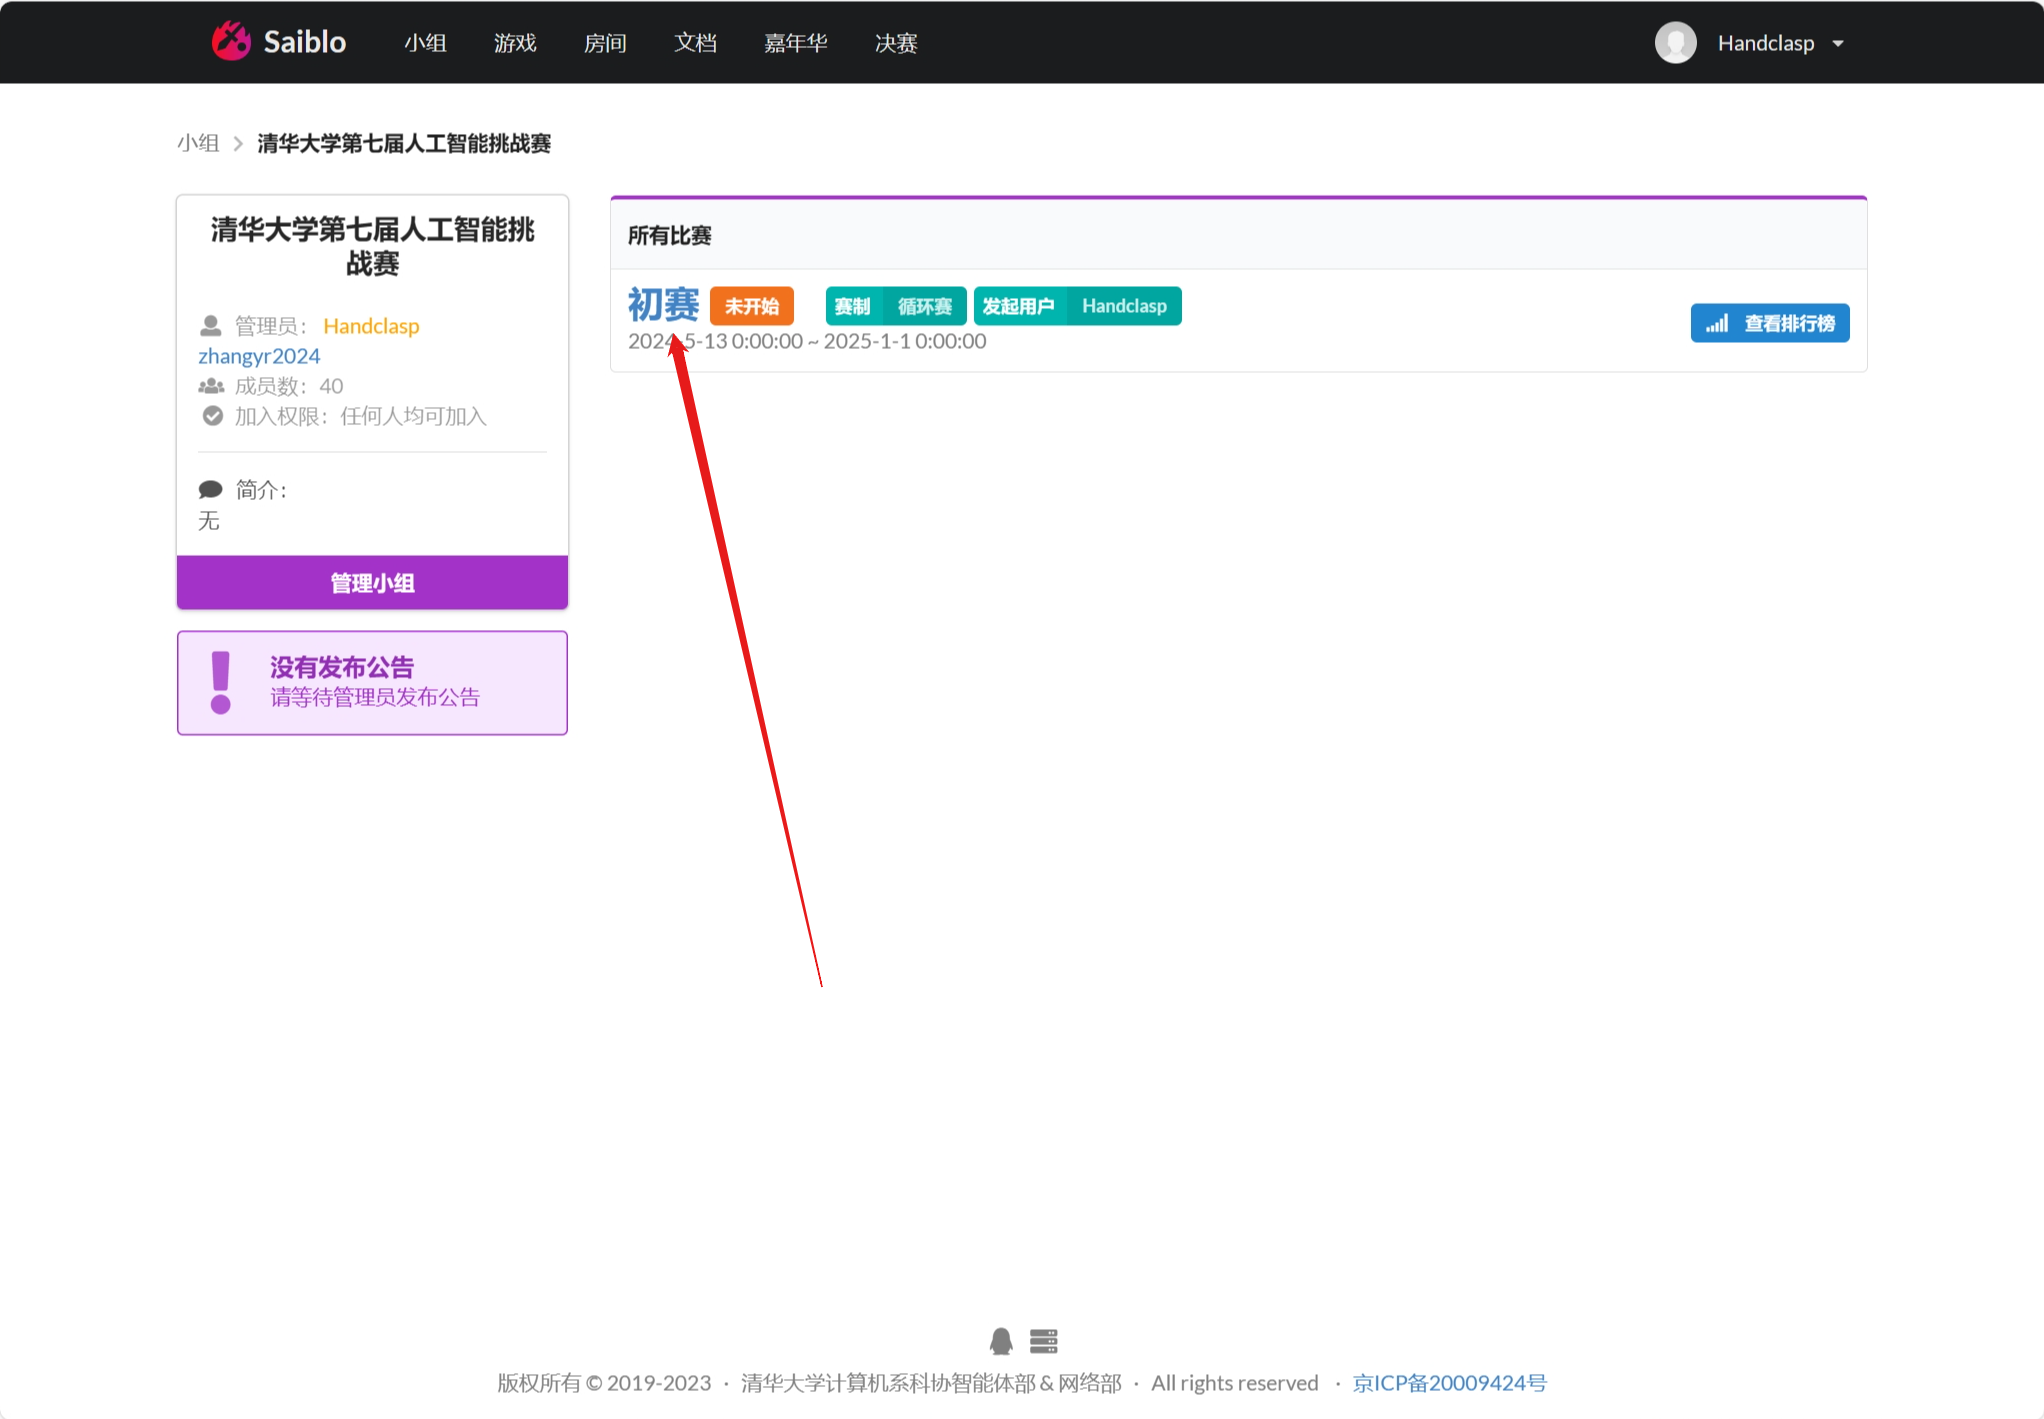 Saiblo 小组 游戏 房间 文档 嘉年华 决赛 Handclasp
小组 清华大学第七届人工智能挑战赛
清华大学第七届人工智能挑
战赛
管理员： Handclasp
zhangyr2024
成员数：40
加入权限：任何人均可加入
简介：
无
管理小组
没有发布公告
请等待管理员发布公告
所有比赛
初赛 未开始 赛制 循环赛 发起用户 Handclasp
2024-5-13 0:00:00 ~ 2025-1-1 0:00:00
查看排行榜
版权所有 © 2019-2023 · 清华大学计算机系科协智能体部 & 网络部 · All rights reserved · 京ICP备20009424号